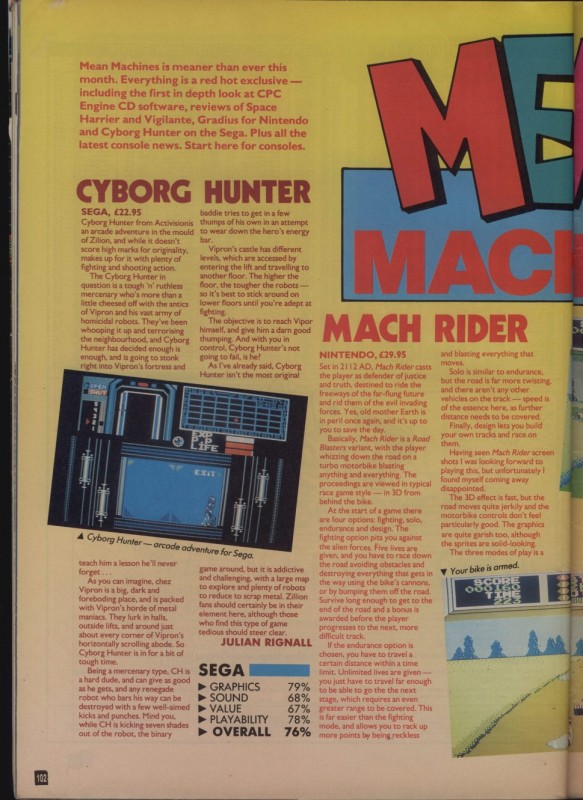 Mean Machines is meaner than ever this
month. Everything is a red hot exclusive —
including the first in depth look at CPC
Engine CD software, reviews of Space
Harrier and Vigilante, Gradius for Nintendo
and Cyborg Hunter on the Sega. Plus all the
latest console news. Start here for consoles.
ME
MACH
CYBORG HUNTER
SEGA, £22.95
Cyborg Hunter from Activisionis
an arcade adventure in the mould
of Zilion, and while it doesn't
score high marks for originality,
makes up for it with plenty of
fighting and shooting action.
The Cyborg Hunter in
question is a tough 'n' ruthless
mercenary who's more than a
little cheesed off with the antics
of Vipron and his vast army of
homicidal robots. They've been
whooping it up and terrorising
the neighbourhood, and Cyborg
Hunter has decided enough is
enough, and is going to stonk
right into Vipron's fortress and
teach him a lesson he'll never
forget . . .
As you can imagine, chez
Vipron is a big, dark and
foreboding place, and is packed
with Vipron's horde of metal
maniacs. They lurk in halls,
outside lifts, and around just
about every corner of Vipron's
horizontally scrolling abode. So
Cyborg Hunter is in for a bit of
tough time.
Being a mercenary type, CH is
a hard dude, and can give as good
as he gets, and any renegade
robot who bars his way can be
destroyed with a few well-aimed
kicks and punches. Mind you,
while CH is kicking seven shades
out of the robot, the binary
baddie tries to get in a few
thumps of his own in an attempt
to wear down the hero's energy
bar.
Vipron's castle has different
levels, which are accessed by
entering the lift and travelling to
another floor. The higher the
floor, the tougher the robots —
so it's best to stick around on
lower floors until you're adept at
fighting.
The objective is to reach Vipor
himself, and give him a darn good
thumping. And with you in
control, Cyborg Hunter's not
going to fail, is he?
As I've already said, Cyborg
Hunter isn't the most original
game around, but it is addictive
and challenging, with a large map
to explore and plenty of robots
to reduce to scrap metal. Zillion
fans should certainly be in their
element here, although those
who find this type of game
tedious should steer clear.
JULIAN RIGNALL
EXP
P P
LIFE
EXIT
▲ Cyborg Hunter — arcade adventure for Sega.
SEGA
▶ GRAPHICS 79%
▶ SOUND 68%
▶ VALUE 67%
▶ PLAYABILITY 78%
▶ OVERALL 76%
MACH RIDER
NINTENDO, £29.95
Set in 2112 AD, Mach Rider casts
the player as defender of justice
and truth, destined to ride the
freeways of the far-flung future
and rid them of the evil invading
forces. Yes, old mother Earth is
in peril once again, and it's up to
you to save the day.
Basically, Mach Rider is a Road
Blasters variant, with the player
whizzing down the road on a
turbo motorbike blasting
anything and everything. The
proceedings are viewed in typical
race game style — in 3D from
behind the bike.
At the start of a game there
are four options: fighting, solo,
endurance and design. The
fighting option pits you against
the alien forces. Five lives are
given, and you have to race down
the road avoiding obstacles and
destroying everything that gets in
the way using the bike's cannons,
or by bumping them off the road.
Survive long enough to get to the
end of the road and a bonus is
awarded before the player
progresses to the next, more
difficult track.
If the endurance option is
chosen, you have to travel a
certain distance within a time
limit. Unlimited lives are given —
you just have to travel far enough
to be able to go the the next
stage, which requires an even
greater range to be covered. This
is far easier than the fighting
mode, and allows you to rack up
more points by being reckless
and blasting everything that
moves.
Solo is similar to endurance,
but the road is far more twisting,
and there aren't any other
vehicles on the track — speed is
of the essence here, as further
distance needs to be covered.
Finally, design lets you build
your own tracks and race on
them.
Having seen Mach Rider screen
shots I was looking forward to
playing this, but unfortunately I
found myself coming away
disappointed.
The 3D effect is fast, but the
road moves quite jerkily and the
motorbike controls don't feel
particularly good. The graphics
are quite garish too, although
the sprites are solid-looking.
The three modes of play is a
▼ Your bike is armed.
SCORE
TIME
102